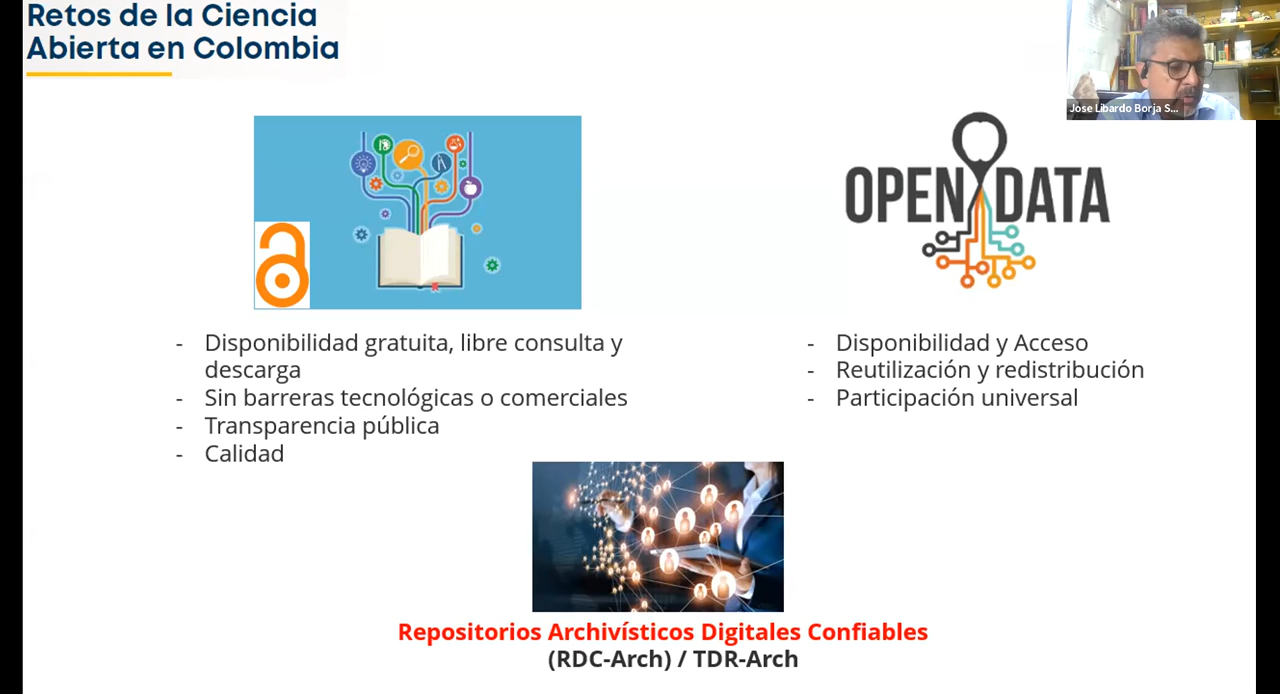 Retos de la Ciencia
Abierta en Colombia
Jose Libardo Borja S...
OPEN DATA
- Disponibilidad gratuita, libre consulta y
descarga
- Sin barreras tecnológicas o comerciales
- Transparencia pública
- Calidad
- Disponibilidad y Acceso
- Reutilización y redistribución
- Participación universal
Repositorios Archivísticos Digitales Confiables
(RDC-Arch) / TDR-Arch